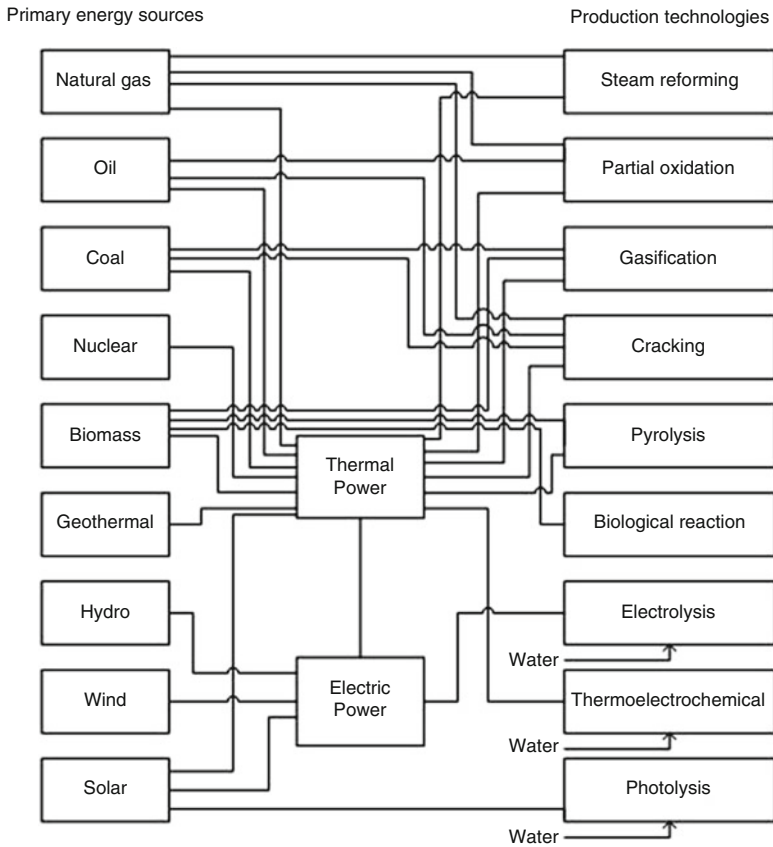 Primary energy sources
Production technologies
Natural gas
Steam reforming
Oil
Partial oxidation
Coal
Gasification
Nuclear
Cracking
Biomass
Thermal
Power
Pyrolysis
Geothermal
Biological reaction
Hydro
Electrolysis
Water
Wind
Electric
Power
Thermoelectrochemical
Water
Solar
Photolysis
Water